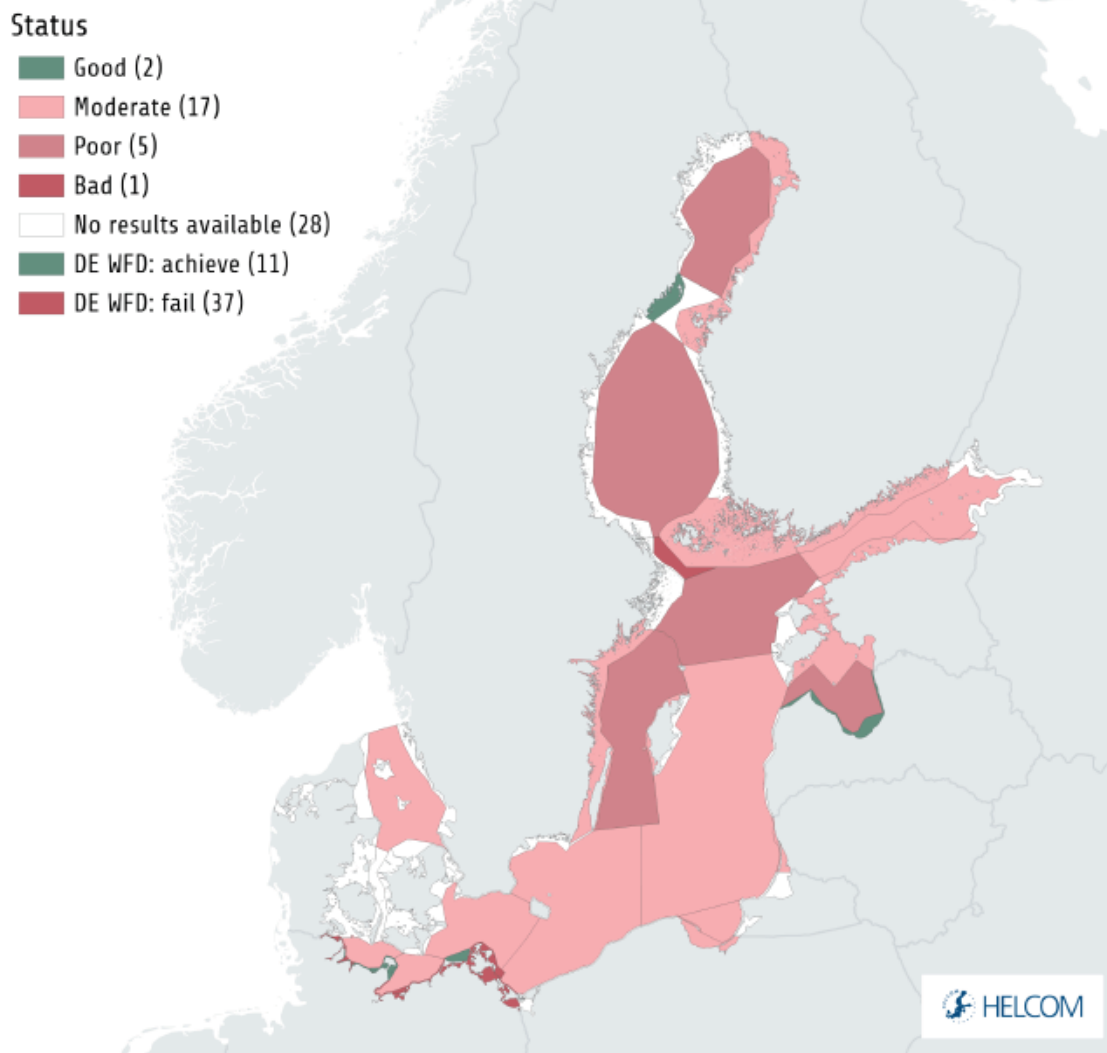 Status
Good (2)
Moderate (17)
Poor (5)
Bad (1)
No results available (28)
DE WFD: achieve (11)
DE WFD: fail (37)
HELCOM